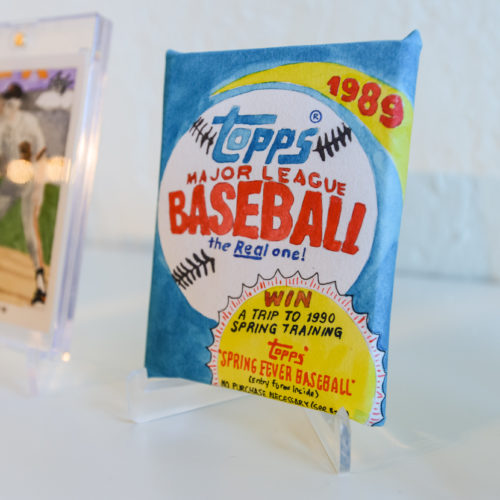 1989
topps®
MAJOR LEAGUE
BASEBALL
the Real one!
WIN
A TRIP TO 1990
SPRING TRAINING
topps'
"SPRING FEVER BASEBALL"
(Entry form Inside)
NO PURCHASE NECESSARY (See